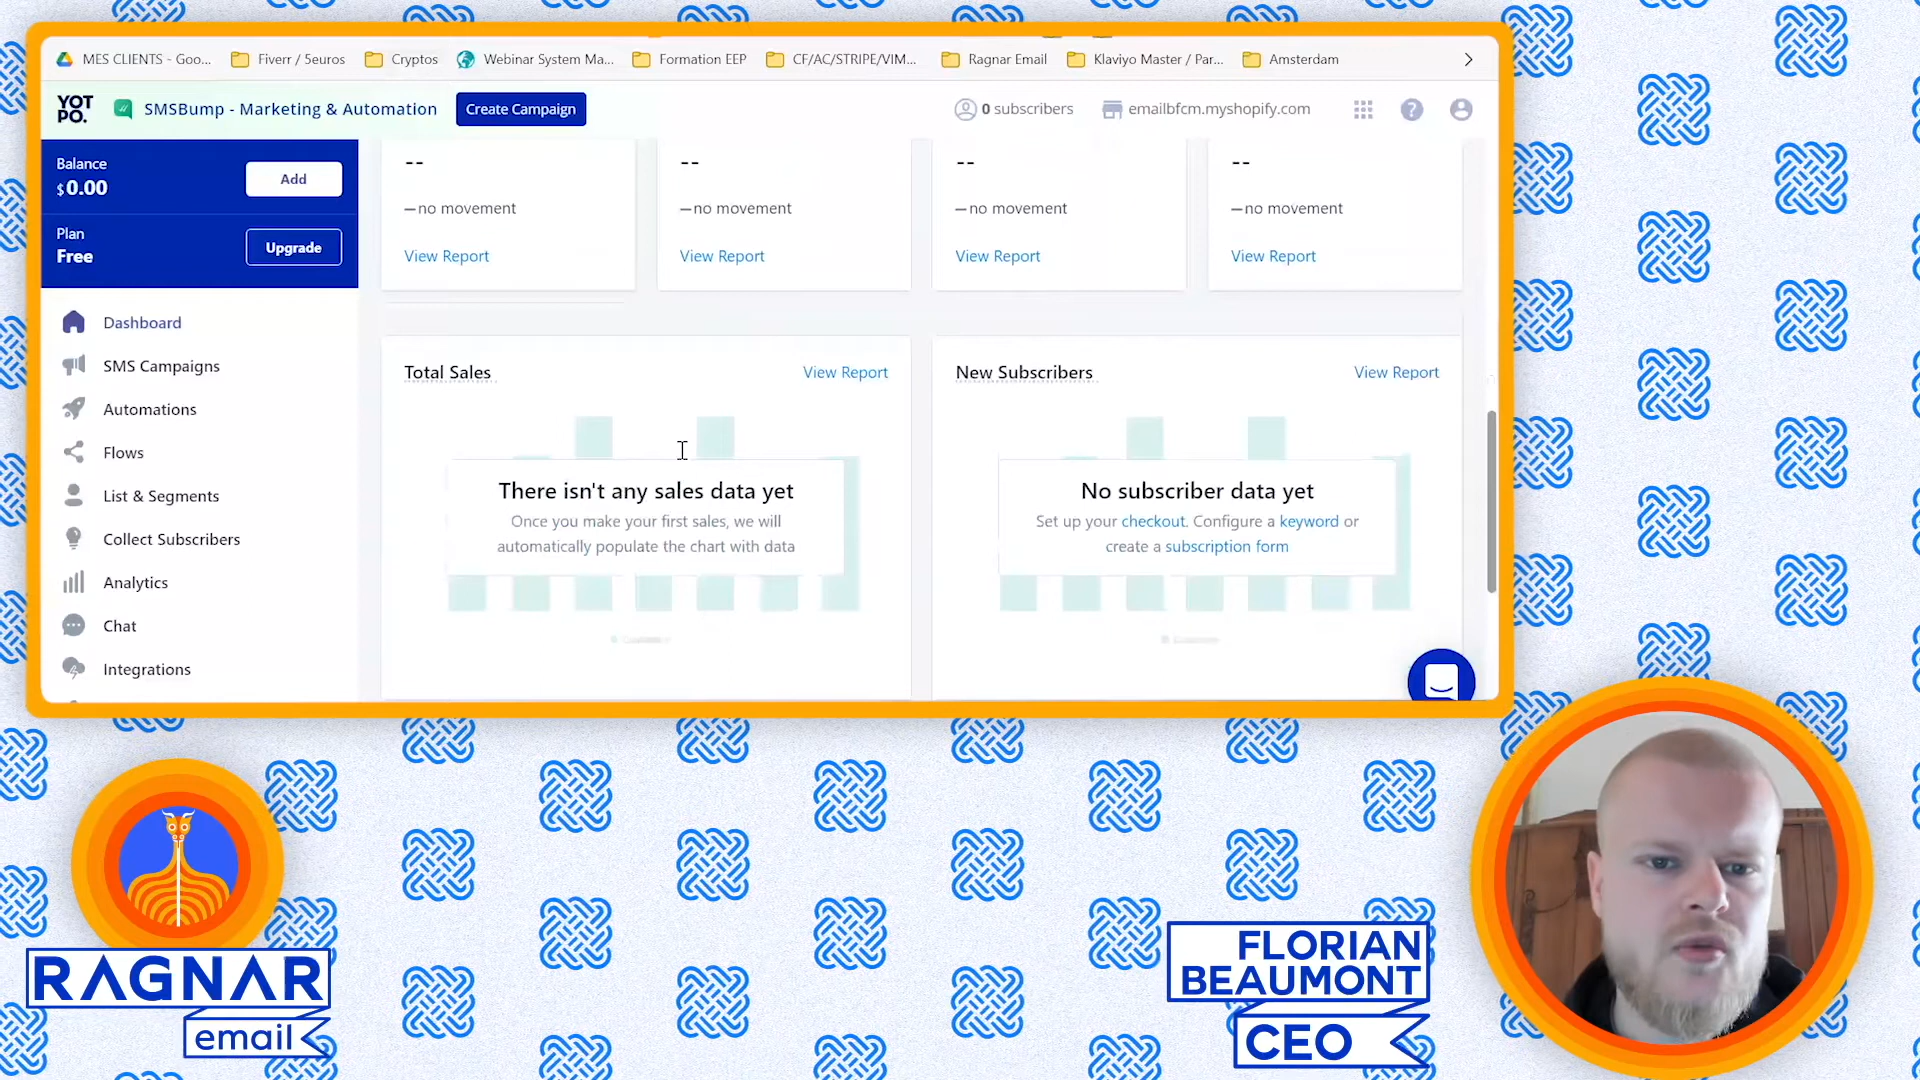 MES CLIENTS - Goo...
Fiverr / 5euros
Cryptos
Webinar System Ma...
Formation EEP
CF/AC/STRIPE/VIM...
Ragnar Email
Klaviyo Master / Par...
Amsterdam
YOTPO.
SMSBump - Marketing & Automation
Create Campaign
0 subscribers
emailbfcm.myshopify.com
Balance
$0.00
Add
Plan
Free
Upgrade
Dashboard
SMS Campaigns
Automations
Flows
List & Segments
Collect Subscribers
Analytics
Chat
Integrations
--
--
--
--
—no movement
—no movement
—no movement
—no movement
View Report
View Report
View Report
View Report
Total Sales
View Report
There isn't any sales data yet
Once you make your first sales, we will
automatically populate the chart with data
New Subscribers
View Report
No subscriber data yet
Set up your checkout. Configure a keyword or
create a subscription form
RAGNAR
email
FLORIAN
BEAUMONT
CEO